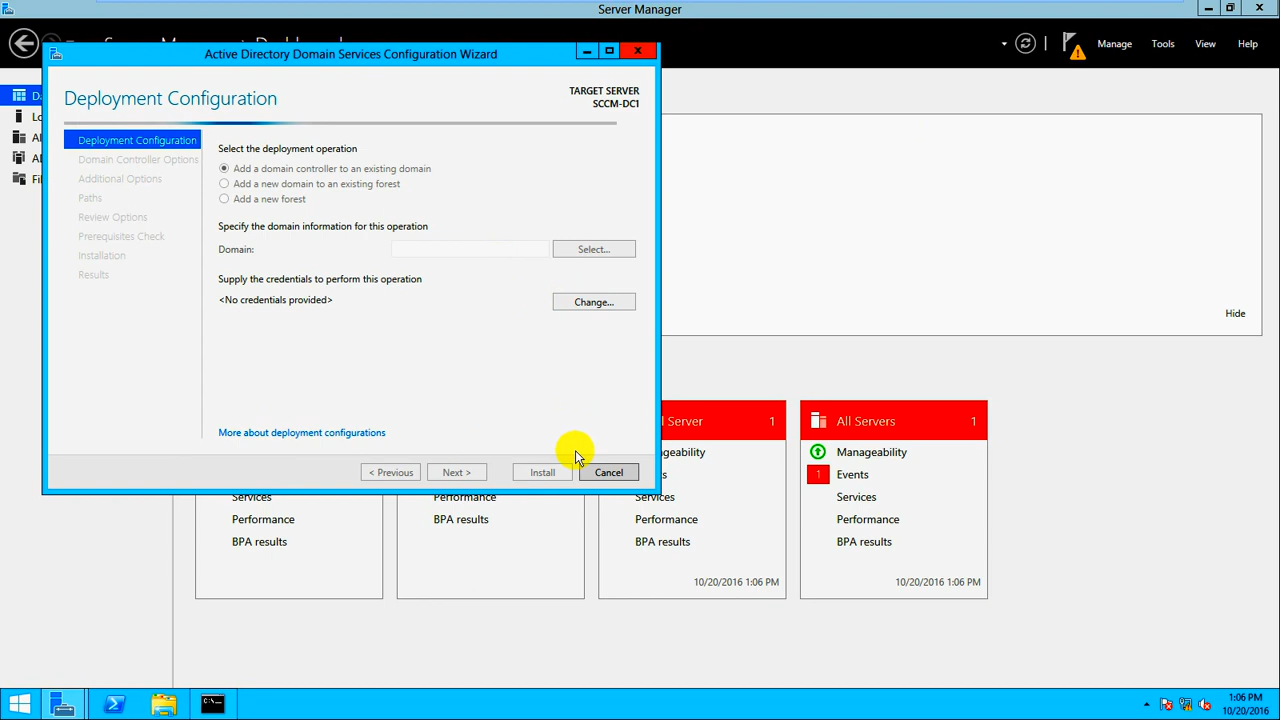 Server Manager
Manage
Tools
View
Help
Active Directory Domain Services Configuration Wizard
Deployment Configuration
TARGET SERVER
SCCM-DC1
Deployment Configuration
Domain Controller Options
Additional Options
Paths
Review Options
Prerequisites Check
Installation
Results
Select the deployment operation
Add a domain controller to an existing domain
Add a new domain to an existing forest
Add a new forest
Specify the domain information for this operation
Domain:
Select...
Supply the credentials to perform this operation
<No credentials provided>
Change...
More about deployment configurations
< Previous
Next >
Install
Cancel
Hide
Server
1
All Servers
1
Manageability
1
Events
Services
Services
Services
Performance
Performance
Performance
BPA results
BPA results
BPA results
BPA results
10/20/2016 1:06 PM
10/20/2016 1:06 PM
1:06 PM
10/20/2016